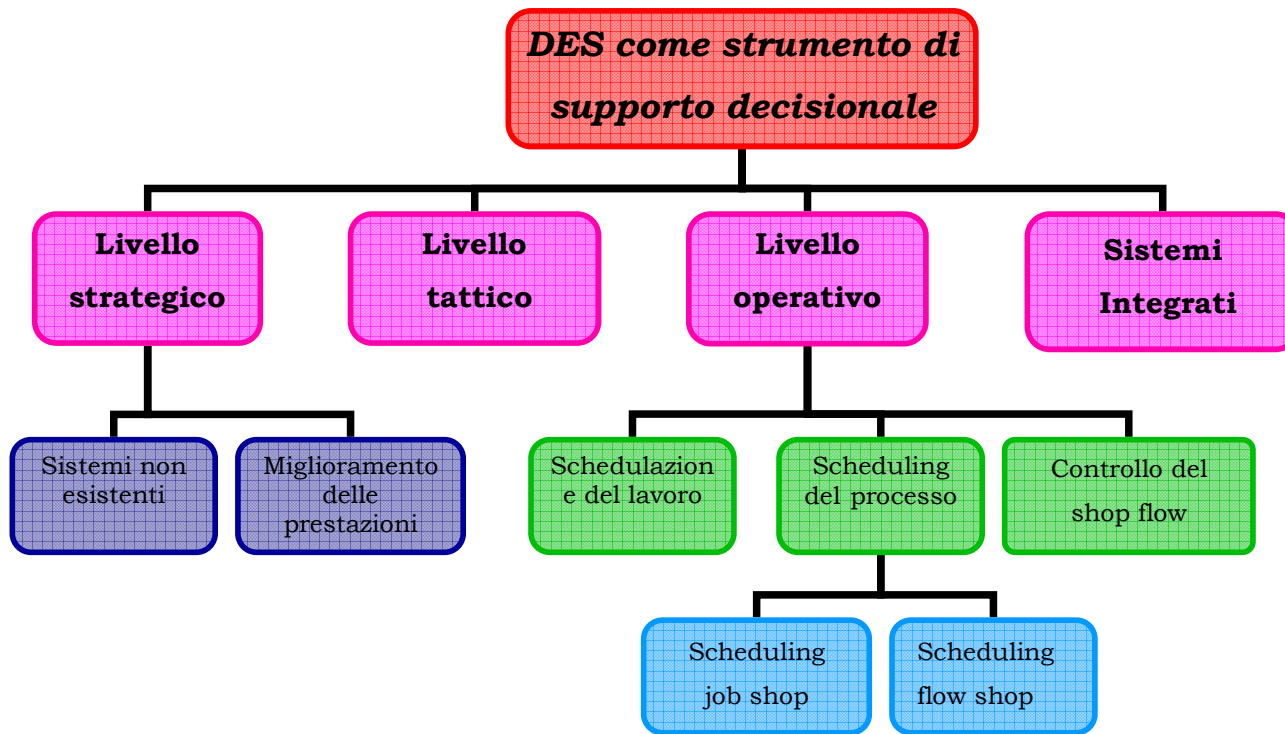 DES come strumento di
supporto decisionale
Livello
strategico
Livello
tattico
Livello
operativo
Sistemi
Integrati
Sistemi non
esistenti
Miglioramento
delle
prestazioni
Schedulazion
e del lavoro
Scheduling
del processo
Controllo del
shop flow
Scheduling
job shop
Scheduling
flow shop